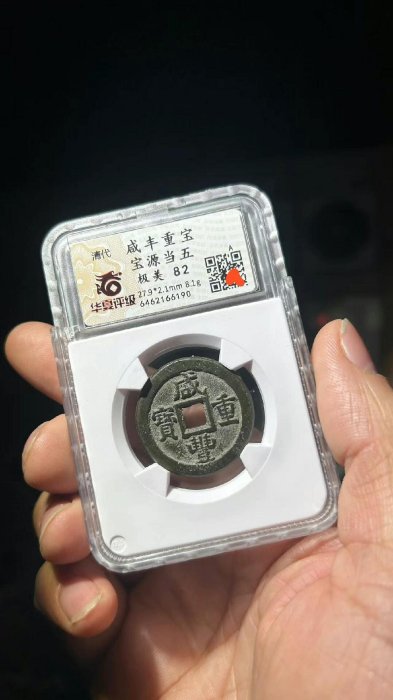 清代
华夏评级
咸丰重宝
宝源当五
极美 82
27.9*2.1mm 8.1g
6462166190
A
咸
重
豐
寶